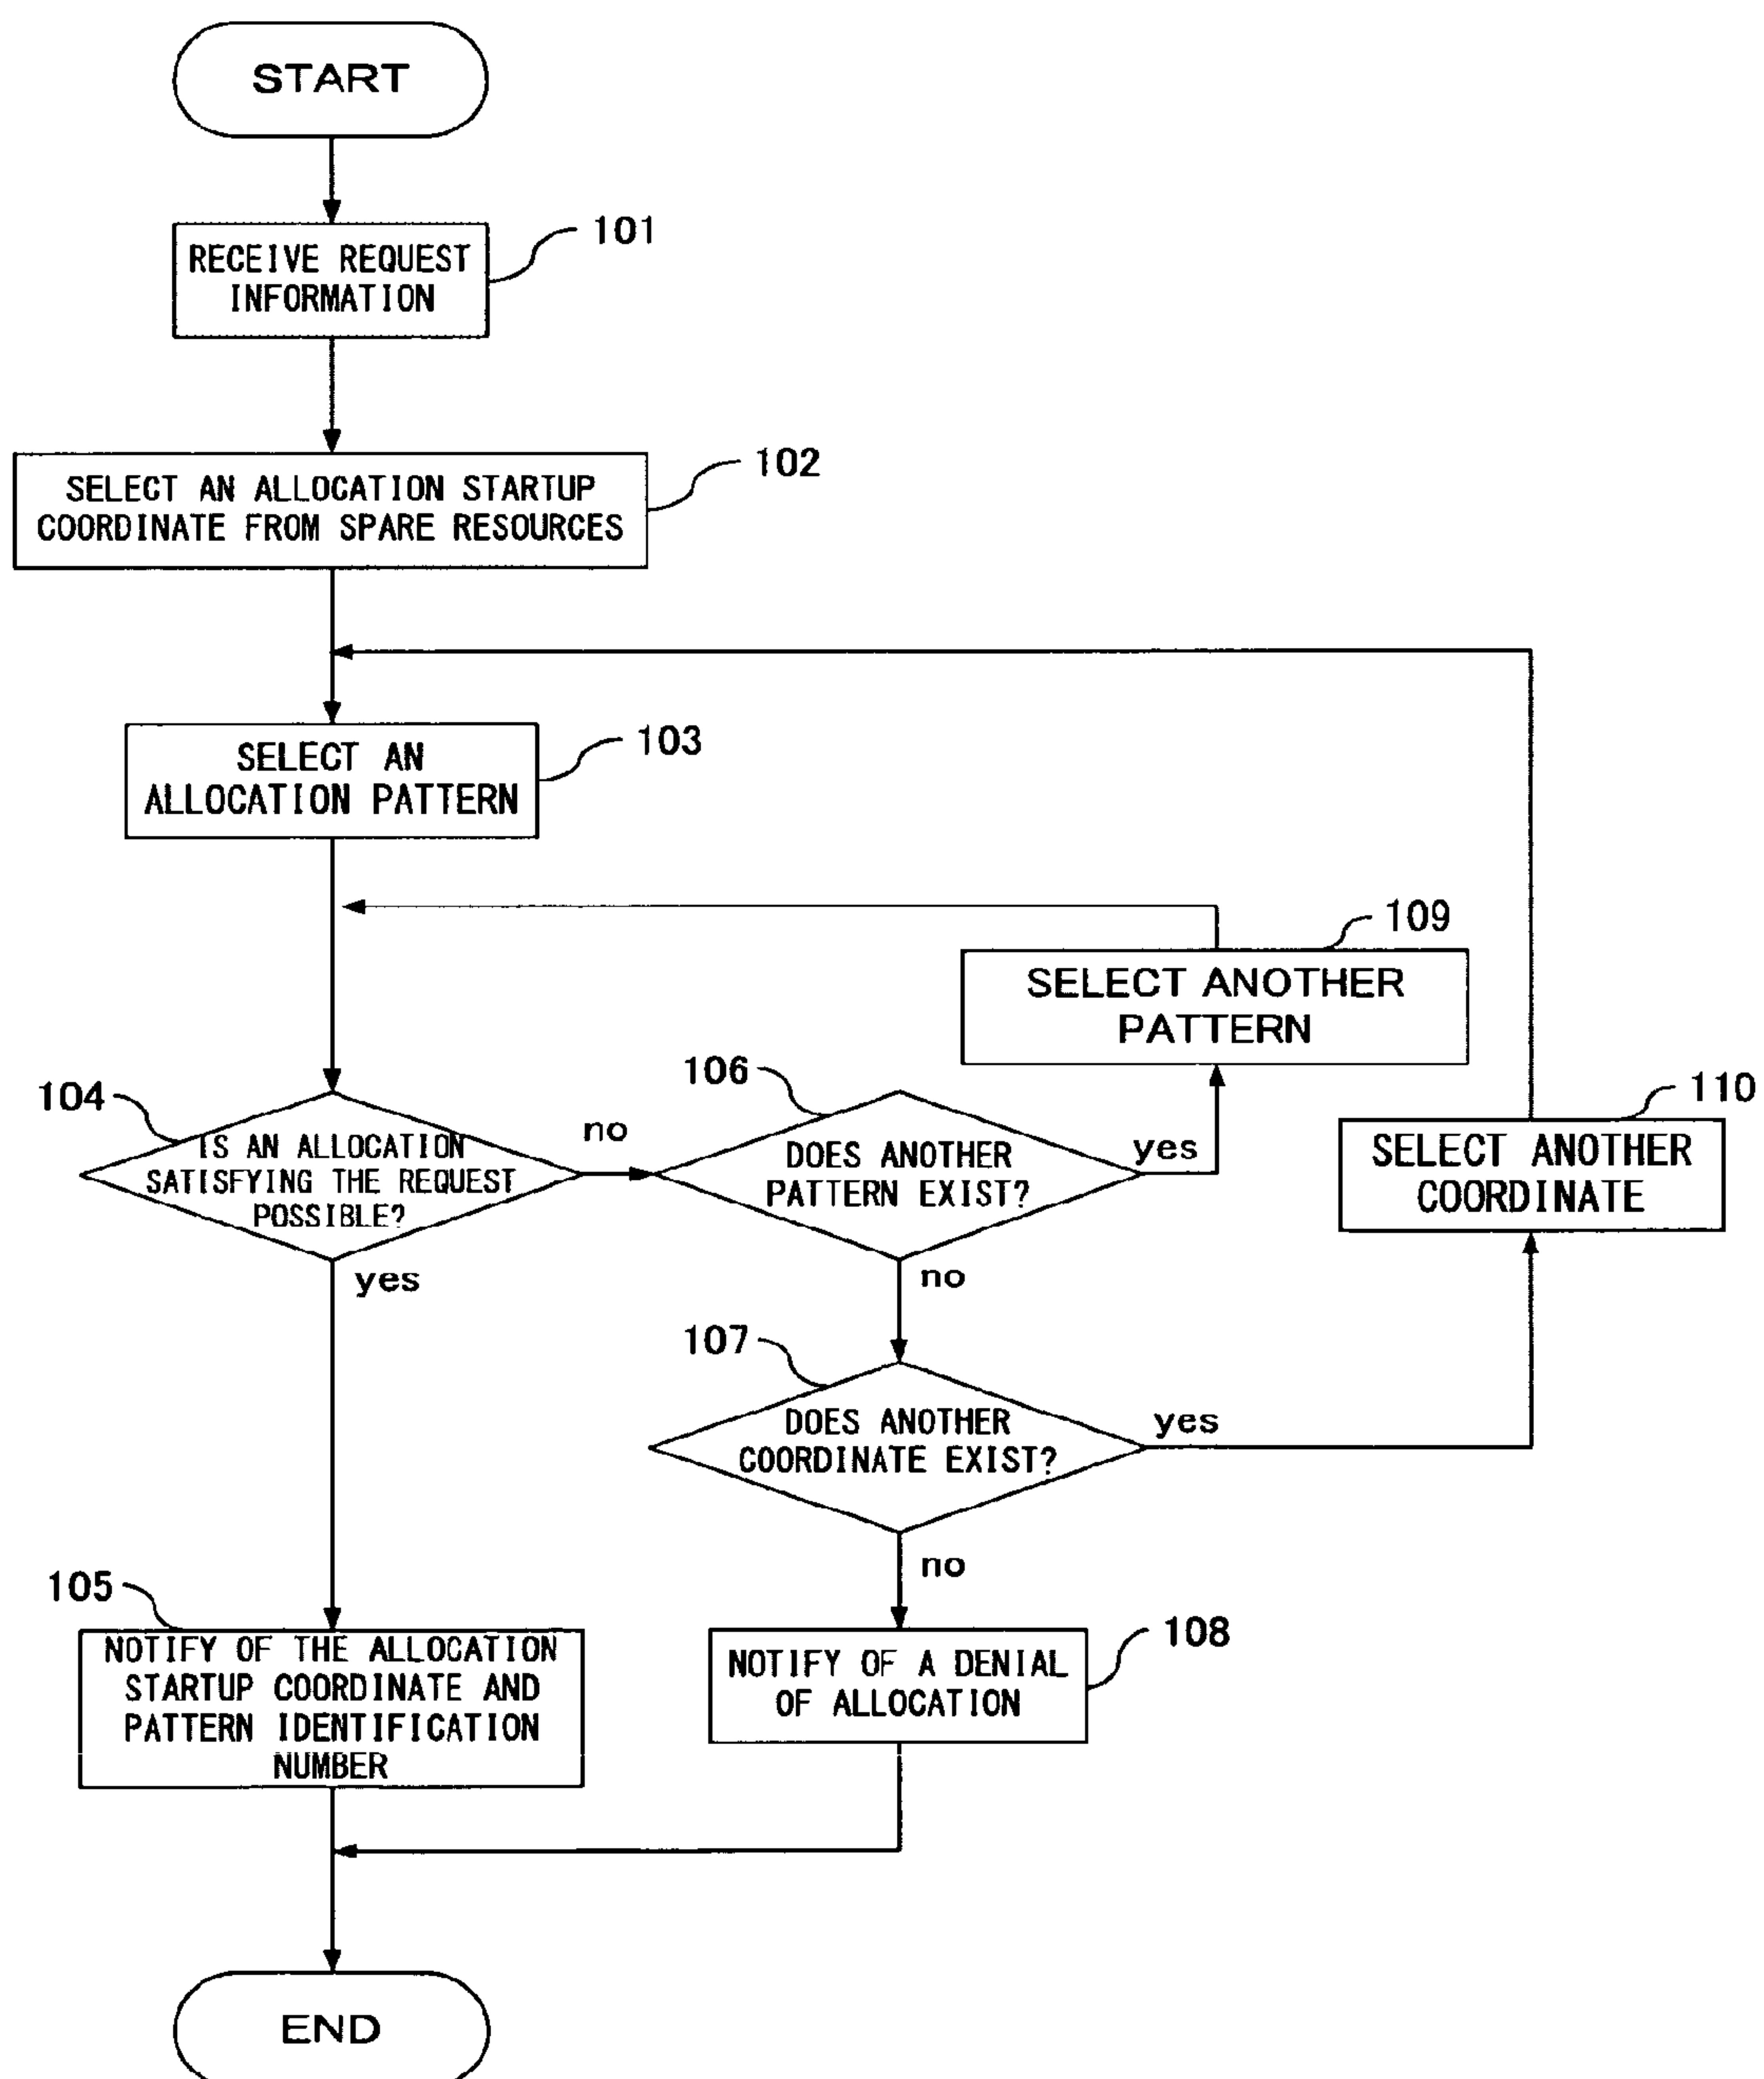 START
101
RECEIVE REQUEST
INFORMATION
102
SELECT AN ALLOCATION STARTUP
COORDINATE FROM SPARE RESOURCES
103
SELECT AN
ALLOCATION PATTERN
109
SELECT ANOTHER
PATTERN
104
IS AN ALLOCATION
SATISFYING THE REQUEST
POSSIBLE?
no
yes
106
DOES ANOTHER
PATTERN EXIST?
yes
no
110
SELECT ANOTHER
COORDINATE
107
DOES ANOTHER
COORDINATE EXIST?
yes
no
105
NOTIFY OF THE ALLOCATION
STARTUP COORDINATE AND
PATTERN IDENTIFICATION
NUMBER
108
NOTIFY OF A DENIAL
OF ALLOCATION
END